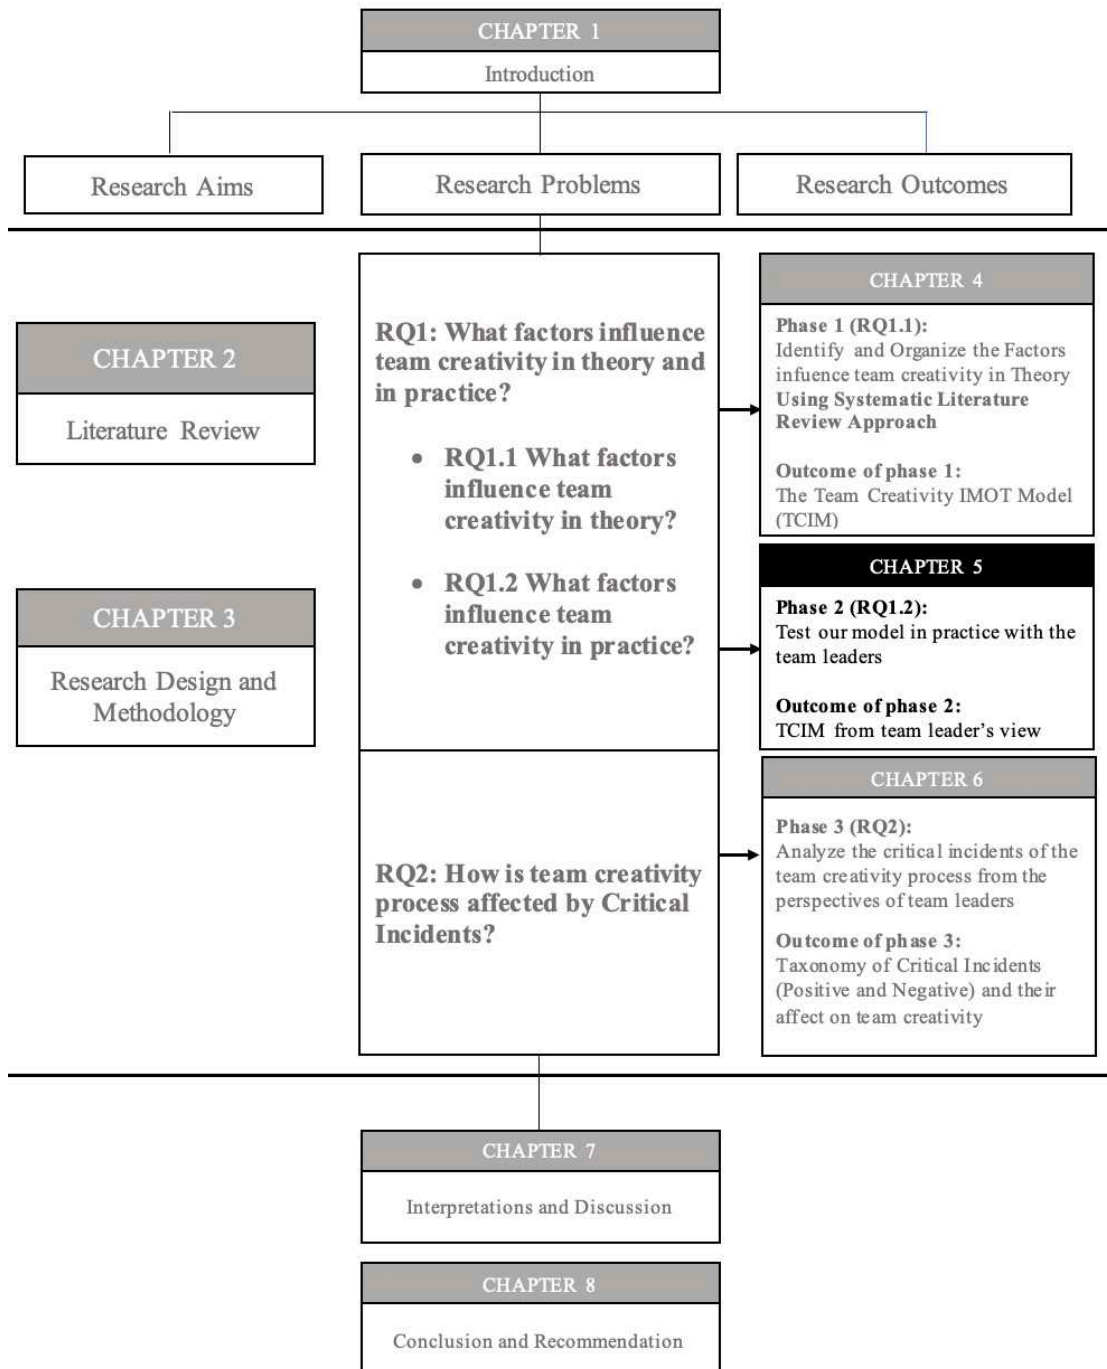 CHAPTER 1
Introduction
Research Aims
Research Problems
Research Outcomes
CHAPTER 2
Literature Review
CHAPTER 3
Research Design and
Methodology
RQ1: What factors influence
team creativity in theory and
in practice?
• RQ1.1 What factors
influence team
creativity in theory?
• RQ1.2 What factors
influence team
creativity in practice?
RQ2: How is team creativity
process affected by Critical
Incidents?
CHAPTER 4
Phase 1 (RQ1.1):
Identify and Organize the Factors
infuence team creativity in Theory
Using Systematic Literature
Review Approach
Outcome of phase 1:
The Team Creativity IMOT Model
(TCIM)
CHAPTER 5
Phase 2 (RQ1.2):
Test our model in practice with the
team leaders
Outcome of phase 2:
TCIM from team leader's view
CHAPTER 6
Phase 3 (RQ2):
Analyze the critical incidents of the
team creativity process from the
perspectives of team leaders
Outcome of phase 3:
Taxonomy of Critical Incidents
(Positive and Negative) and their
affect on team creativity
CHAPTER 7
Interpretations and Discussion
CHAPTER 8
Conclusion and Recommendation